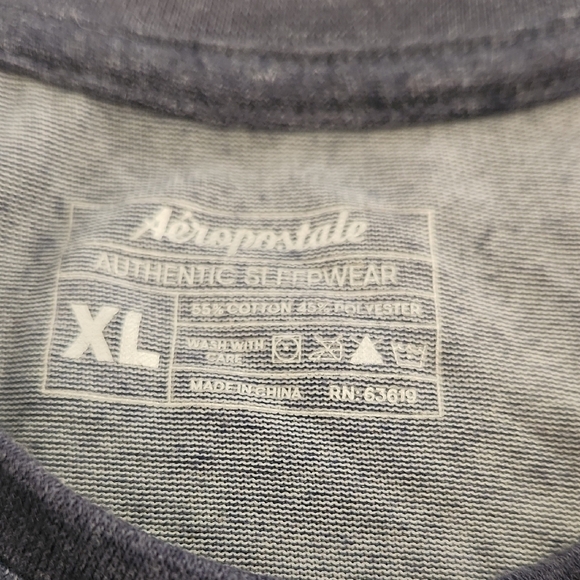 Aéropostale
AUTHENTIC SLEEPWEAR
XL
55% COTTON 45% POLYESTER
WASH WITH
CARE
MADE IN CHINA RN: 63619